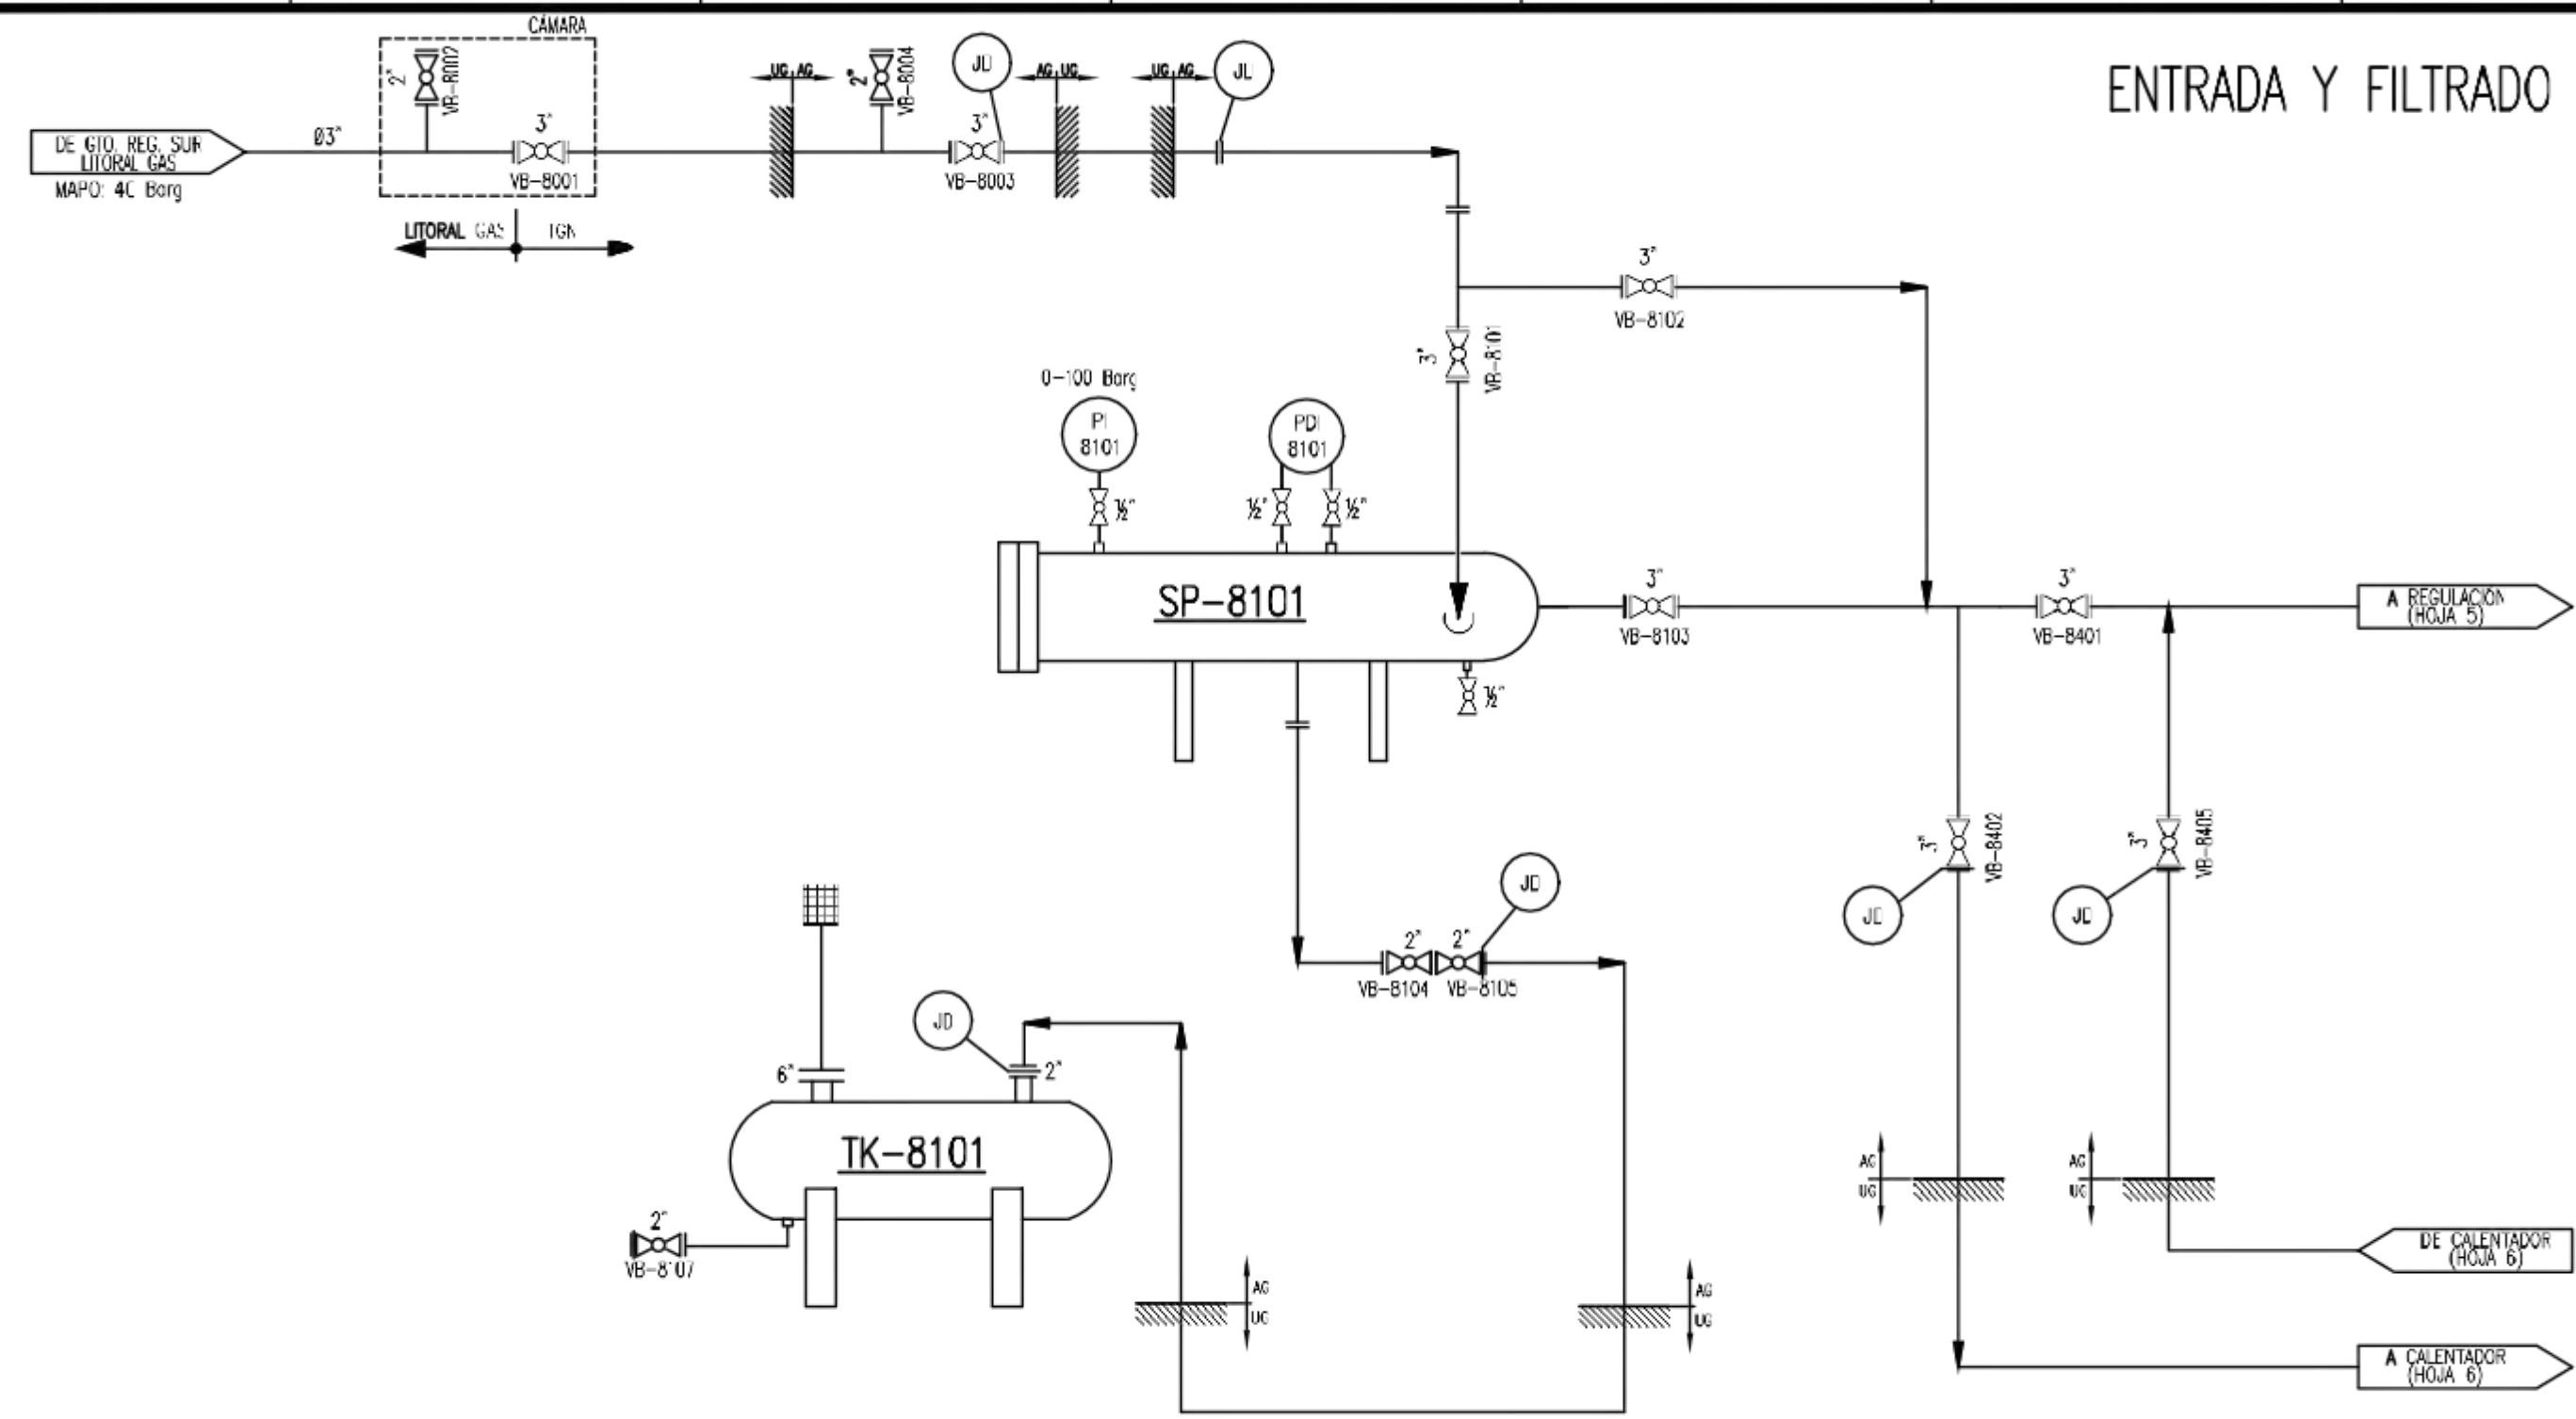 CÁMARA
ENTRADA Y FILTRADO
2"
VB-8002
2"
VB-8004
JD
JD
UG AG
AG UG
UG AG
DE GTO. REG. SUR
LITORAL GAS
Ø3"
3"
VB-8001
3"
VB-8003
LITORAL GAS
TGN
3"
VB-8102
3"
VB-8101
0-100 Barg
PI
8101
PDI
8101
½"
½"
½"
SP-8101
3"
VB-8103
3"
VB-8401
A REGULACIÓN
(HOJA 5)
½"
3"
VB-8402
3"
VB-8405
JD
JD
JD
2"
2"
VB-8104
VB-8105
JD
6"
2"
TK-8101
2"
VB-8107
AG
UG
AG
UG
AG
UG
AG
UG
DE CALENTADOR
(HOJA 6)
A CALENTADOR
(HOJA 6)